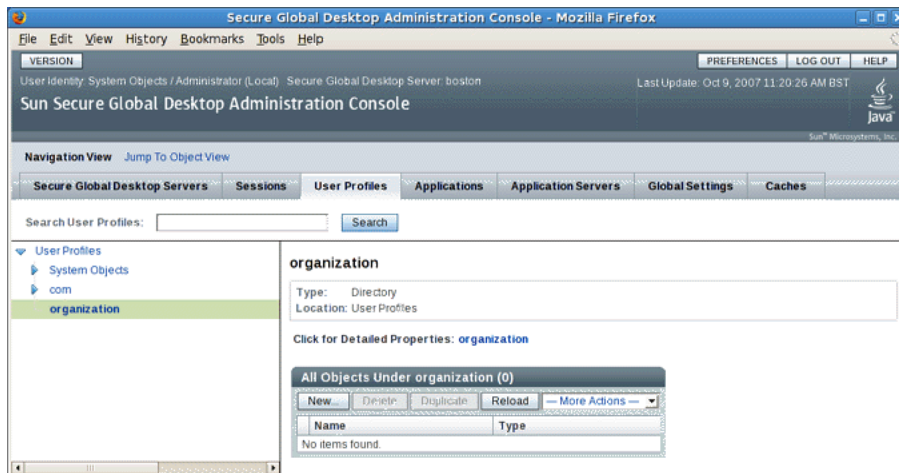 Secure Global Desktop Administration Console - Mozilla Firefox
File Edit View History Bookmarks Tools Help
VERSION PREFERENCES LOG OUT HELP
User Identity: System Objects / Administrator (Local) Secure Global Desktop Server: boston Last Update: Oct 9, 2007 11:20:26 AM BST
Sun Secure Global Desktop Administration Console
Java
Sun™ Microsystems, Inc.
Navigation View Jump To Object View
Secure Global Desktop Servers Sessions User Profiles Applications Application Servers Global Settings Caches
Search User Profiles: Search
User Profiles
System Objects
com
organization
organization
Type: Directory
Location: User Profiles
Click for Detailed Properties: organization
All Objects Under organization (0)
New... Delete Duplicate Reload — More Actions —
Name Type
No items found.